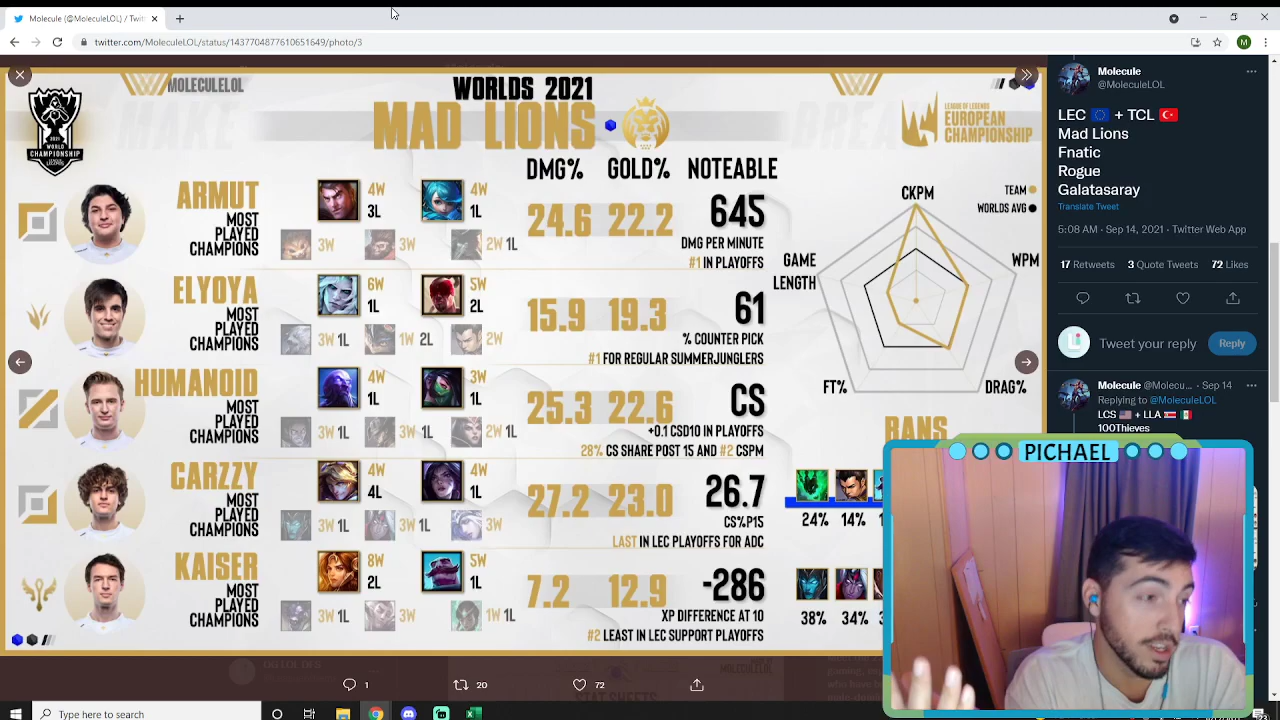 Molecule (@MoleculeLOL) / Twit
twitter.com/MoleculeLOL/status/1437704877610651649/photo/3
MOLECULELOL
WORLDS 2021
MAD LIONS
LEAGUE OF LEGENDS
EUROPEAN
CHAMPIONSHIP
2021
WORLD
CHAMPIONSHIP
DMG% GOLD% NOTEABLE
ARMUT
MOST
PLAYED
CHAMPIONS
4W
3L
4W
1L
3W
3W
2W 1L
24.6 22.2
645
DMG PER MINUTE
#1 IN PLAYOFFS
ELYOYA
MOST
PLAYED
CHAMPIONS
6W
1L
5W
2L
3W 1L
1W 2L
2W
15.9 19.3
61
% COUNTER PICK
#1 FOR REGULAR SUMMERJUNGLERS
HUMANOID
MOST
PLAYED
CHAMPIONS
4W
1L
3W
1L
3W 1L
3W
2W 1L
25.3 22.6
CS
+0.1 CSD10 IN PLAYOFFS
28% CS SHARE POST 15 AND #2 CSPM
CARZZY
MOST
PLAYED
CHAMPIONS
4W
4L
4W
1L
3W 1L
3W 1L
3W
27.2 23.0
26.7
CS%P15
LAST IN LEC PLAYOFFS FOR ADC
KAISER
MOST
PLAYED
CHAMPIONS
8W
2L
5W
1L
3W 1L
3W
1W 1L
7.2 12.9
-286
XP DIFFERENCE AT 10
#2 LEAST IN LEC SUPPORT PLAYOFFS
CKPM
TEAM
WORLDS AVG
WPM
GAME
LENGTH
FT%
DRAG%
BANS
24% 14%
38% 34%
1
20
72
Molecule
@MoleculeLOL
LEC + TCL
Mad Lions
Fnatic
Rogue
Galatasaray
Translate Tweet
5:08 AM · Sep 14, 2021 · Twitter Web App
17 Retweets 3 Quote Tweets 72 Likes
Tweet your reply
Reply
Molecule @Molecu... · Sep 14
Replying to @MoleculeLOL
LCS + LLA
100Thieves
PICHAEL
Type here to search
M